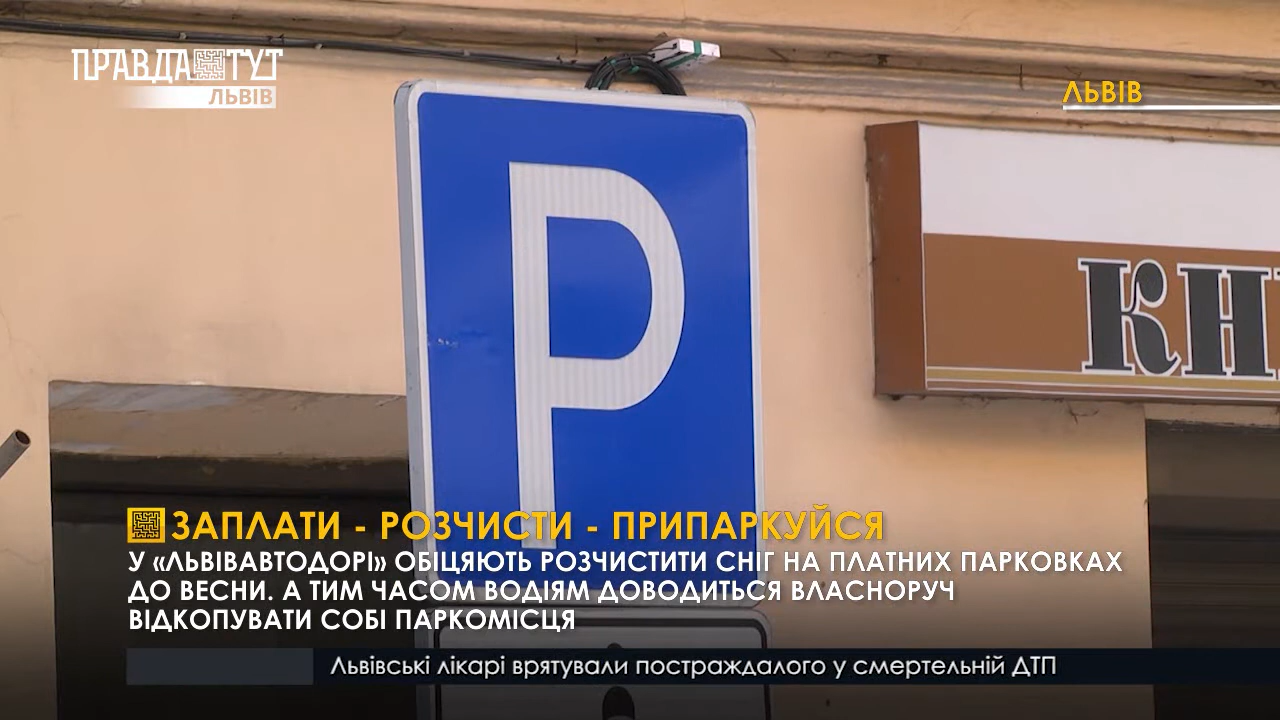 ПРАВДА ТУТ
ЛЬВІВ
ЛЬВІВ
P
ЗАПЛАТИ - РОЗЧИСТИ - ПРИПАРКУЙСЯ
У «ЛЬВІВАВТОДОРІ» ОБІЦЯЮТЬ РОЗЧИСТИТИ СНІГ НА ПЛАТНИХ ПАРКОВКАХ
ДО ВЕСНИ. А ТИМ ЧАСОМ ВОДІЯМ ДОВОДИТЬСЯ ВЛАСНОРУЧ
ВІДКОПУВАТИ СОБІ ПАРКОМІСЦЯ
Львівські лікарі врятували постраждалого у смертельній ДТП